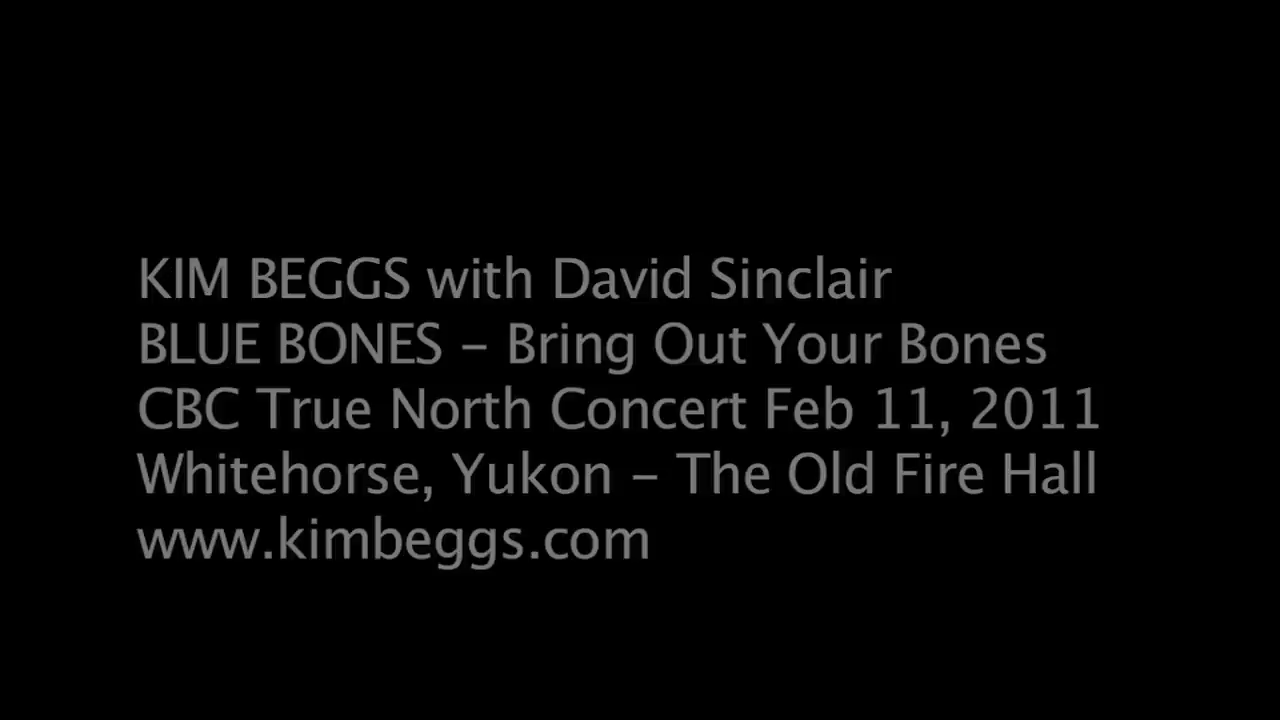 KIM BEGGS with David Sinclair
BLUE BONES - Bring Out Your Bones
CBC True North Concert Feb 11, 2011
Whitehorse, Yukon - The Old Fire Hall
www.kimbeggs.com